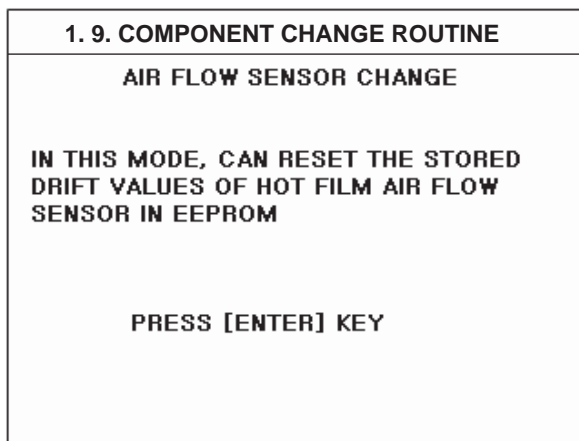 1. 9. COMPONENT CHANGE ROUTINE
AIR FLOW SENSOR CHANGE
IN THIS MODE, CAN RESET THE STORED
DRIFT VALUES OF HOT FILM AIR FLOW
SENSOR IN EEPROM
PRESS [ENTER] KEY